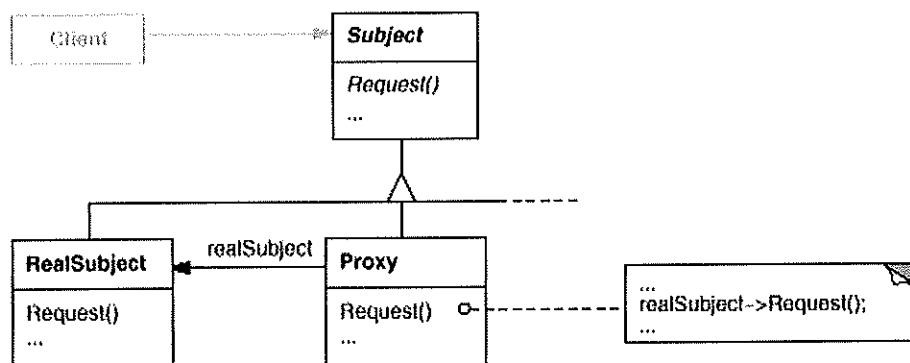 Client
Subject
Request()
...
realSubject
RealSubject
Request()
...
Proxy
Request()
...
...
realSubject->Request();
...